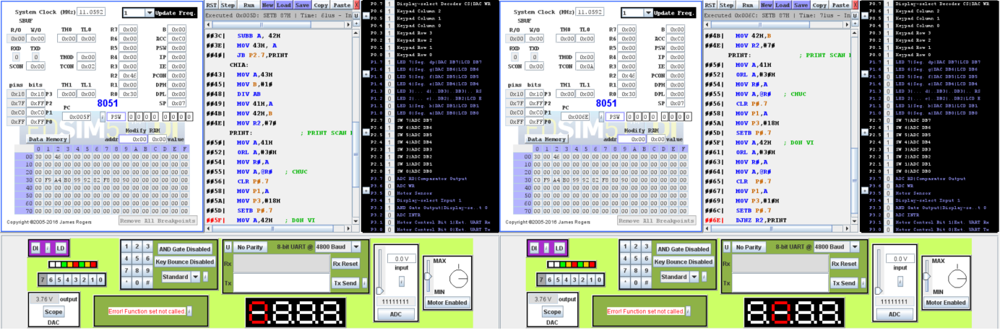 System Clock (MHz) 11.0592 1 Update Freq.
SBUF
R/O W/O TH0 TL0 R7 0x00 B 0x00
0x00 0x00 0x00 0x00 R6 0x00 ACC 0xC0
RXD TXD R5 0x00 PSW 0x00
0 0 TMOD 0x00 R4 0x00 IP 0x00
SCON 0x00 TCON 0x02 R3 0x00 IE 0x00
R2 0x46 PCON 0x00
pins bits TH1 TL1 R1 0x00 DPH 0x00
0x18 0x18 P3 0x00 0x00 R0 0x30 DPL 0x00
0x7F 0xFF P2 8051 SP 0x07
0xC0 0xC0 P1 PC
0xFF 0xFF P0 0x005F i PSW 0 0 0 0 0 0 0 0
Modify RAM
Data Memory addr 0x00 0x00 value
0 1 2 3 4 5 6 7 8 9 A B C D E F
00 30 00 46 00 00 00 00 00 00 00 00 00 00 00 00 00
10 00 00 00 00 00 00 00 00 00 00 00 00 00 00 00 00
20 00 00 00 00 00 00 00 00 00 00 00 00 00 00 00 00
30 C0 F9 A4 B0 99 92 82 F8 80 90 00 00 00 00 00 00
40 00 00 00 00 00 00 00 00 00 00 00 00 00 00 00 00
50 00 00 00 00 00 00 00 00 00 00 00 00 00 00 00 00
60 00 00 00 00 00 00 00 00 00 00 00 00 00 00 00 00
70 00 00 00 00 00 00 00 00 00 00 00 00 00 00 00 00
Copyright ©2005-2016 James Rogers Remove All Breakpoints
RST Step Run New Load Save Copy Paste X
Executed 0x005D: SETB 87H | Time: 61us - In U
003C| SUBB A, 42H
003E| MOV 43H, A
0040| JB P2.7,PRINT
CHIA:
0043| MOV A,43H
0045| MOV B,#10
0048| DIV AB
0049| MOV 41H,A
004B| MOV 42H,B
004E| MOV R2,#70
PRINT: ; PRINT SCAN
0050| MOV A,41H
0052| ORL A,#30H
0054| MOV R0,A
0055| MOV A,@R0 ; CHUC
0056| CLR P0.7
0058| MOV P1,A
005A| MOV P3,#18H
005D| SETB P0.7
005F| MOV A,42H ; DON VI
P0.7 1 Display-select Decoder CS|DAC WR
P0.6 1 Keypad Column 2
P0.5 1 Keypad Column 1
P0.4 1 Keypad Column 0
P0.3 1 Keypad Row 3
P0.2 1 Keypad Row 2
P0.1 1 Keypad Row 1
P0.0 1 Keypad Row 0
P1.7 1 LED 7|Seg. dp|DAC DB7|LCD DB7
P1.6 1 LED 6|Seg. g|DAC DB6|LCD DB6
P1.5 0 LED 5|Seg. f|DAC DB5|LCD DB5
P1.4 0 LED 4|Seg. e|DAC DB4|LCD DB4
P1.3 0 LED 3|... d|.. DB3|.. DB3|.. RS
P1.2 0 LED 2|... c|.. DB2|.. DB2|LCD E
P1.1 0 LED 1|Seg. b|DAC DB1|LCD DB1
P1.0 0 LED 0|Seg. a|DAC DB0|LCD DB0
P2.7 0 SW 7|ADC DB7
P2.6 1 SW 6|ADC DB6
P2.5 1 SW 5|ADC DB5
P2.4 1 SW 4|ADC DB4
P2.3 1 SW 3|ADC DB3
P2.2 1 SW 2|ADC DB2
P2.1 1 SW 1|ADC DB1
P2.0 1 SW 0|ADC DB0
P3.7 0 ADC RD|Comparator Output
P3.6 0 ADC WR
P3.5 0 Motor Sensor
P3.4 1 Display-select Input 1
P3.3 1 AND Gate Output|Display-se..t 0
P3.2 0 ADC INTR
P3.1 0 Motor Control Bit 1|Ext. UART Rx
P3.0 0 Motor Control Bit 0|Ext. UART Tx
DI i LD
7 6 5 4 3 2 1 0
3.76 V output
Scope
DAC
1 2 3
4 5 6
7 8 9
* 0 #
AND Gate Disabled
Key Bounce Disabled
Standard i
Error! Function set not called. i
U No Parity 8-bit UART @ 4800 Baud
Rx Rx Reset
Tx Tx Send i
0.0 V
input
i
11111111
ADC
MAX
MIN
Motor Enabled
System Clock (MHz) 11.0592 1 Update Freq.
SBUF
R/O W/O TH0 TL0 R7 0x00 B 0x00
0x00 0x00 0x00 0x00 R6 0x00 ACC 0xC0
RXD TXD R5 0x00 PSW 0x00
0 0 TMOD 0x00 R4 0x00 IP 0x00
SCON 0x00 TCON 0x0A R3 0x00 IE 0x00
R2 0x46 PCON 0x00
pins bits TH1 TL1 R1 0x00 DPH 0x00
0x10 0x10 P3 0x00 0x00 R0 0x30 DPL 0x00
0x7F 0xFF P2 8051 SP 0x07
0xC0 0xC0 P1 PC
0xFF 0xFF P0 0x006E i PSW 0 0 0 0 0 0 0 0
Modify RAM
Data Memory addr 0x00 0x00 value
0 1 2 3 4 5 6 7 8 9 A B C D E F
00 30 00 46 00 00 00 00 00 00 00 00 00 00 00 00 00
10 00 00 00 00 00 00 00 00 00 00 00 00 00 00 00 00
20 00 00 00 00 00 00 00 00 00 00 00 00 00 00 00 00
30 C0 F9 A4 B0 99 92 82 F8 80 90 00 00 00 00 00 00
40 00 00 00 00 00 00 00 00 00 00 00 00 00 00 00 00
50 00 00 00 00 00 00 00 00 00 00 00 00 00 00 00 00
60 00 00 00 00 00 00 00 00 00 00 00 00 00 00 00 00
70 00 00 00 00 00 00 00 00 00 00 00 00 00 00 00 00
Copyright ©2005-2016 James Rogers Remove All Breakpoints
RST Step Run New Load Save Copy Paste X
Executed 0x006C: SETB 87H | Time: 71us - In U
004B| MOV 42H,B
004E| MOV R2,#70
PRINT: ; PRINT SCAN
0050| MOV A,41H
0052| ORL A,#30H
0054| MOV R0,A
0055| MOV A,@R0 ; CHUC
0056| CLR P0.7
0058| MOV P1,A
005A| MOV P3,#18H
005D| SETB P0.7
005F| MOV A,42H ; DON VI
0061| ORL A,#30H
0063| MOV R0,A
0064| MOV A,@R0
0065| CLR P0.7
0067| MOV P1,A
0069| MOV P3,#10H
006C| SETB P0.7
006E| DJNZ R2,PRINT
P0.7 1 Display-select Decoder CS|DAC WR
P0.6 1 Keypad Column 2
P0.5 1 Keypad Column 1
P0.4 1 Keypad Column 0
P0.3 1 Keypad Row 3
P0.2 1 Keypad Row 2
P0.1 1 Keypad Row 1
P0.0 1 Keypad Row 0
P1.7 1 LED 7|Seg. dp|DAC DB7|LCD DB7
P1.6 1 LED 6|Seg. g|DAC DB6|LCD DB6
P1.5 0 LED 5|Seg. f|DAC DB5|LCD DB5
P1.4 0 LED 4|Seg. e|DAC DB4|LCD DB4
P1.3 0 LED 3|... d|.. DB3|.. DB3|.. RS
P1.2 0 LED 2|... c|.. DB2|.. DB2|LCD E
P1.1 0 LED 1|Seg. b|DAC DB1|LCD DB1
P1.0 0 LED 0|Seg. a|DAC DB0|LCD DB0
P2.7 0 SW 7|ADC DB7
P2.6 1 SW 6|ADC DB6
P2.5 1 SW 5|ADC DB5
P2.4 1 SW 4|ADC DB4
P2.3 1 SW 3|ADC DB3
P2.2 1 SW 2|ADC DB2
P2.1 1 SW 1|ADC DB1
P2.0 1 SW 0|ADC DB0
P3.7 0 ADC RD|Comparator Output
P3.6 0 ADC WR
P3.5 0 Motor Sensor
P3.4 1 Display-select Input 1
P3.3 0 AND Gate Output|Display-se..t 0
P3.2 0 ADC INTR
P3.1 0 Motor Control Bit 1|Ext. UART Rx
P3.0 0 Motor Control Bit 0|Ext. UART Tx
DI i LD
7 6 5 4 3 2 1 0
3.76 V output
Scope
DAC
1 2 3
4 5 6
7 8 9
* 0 #
AND Gate Disabled
Key Bounce Disabled
Standard i
Error! Function set not called. i
U No Parity 8-bit UART @ 4800 Baud
Rx Rx Reset
Tx Tx Send i
0.0 V
input
i
11111111
ADC
MAX
MIN
Motor Enabled